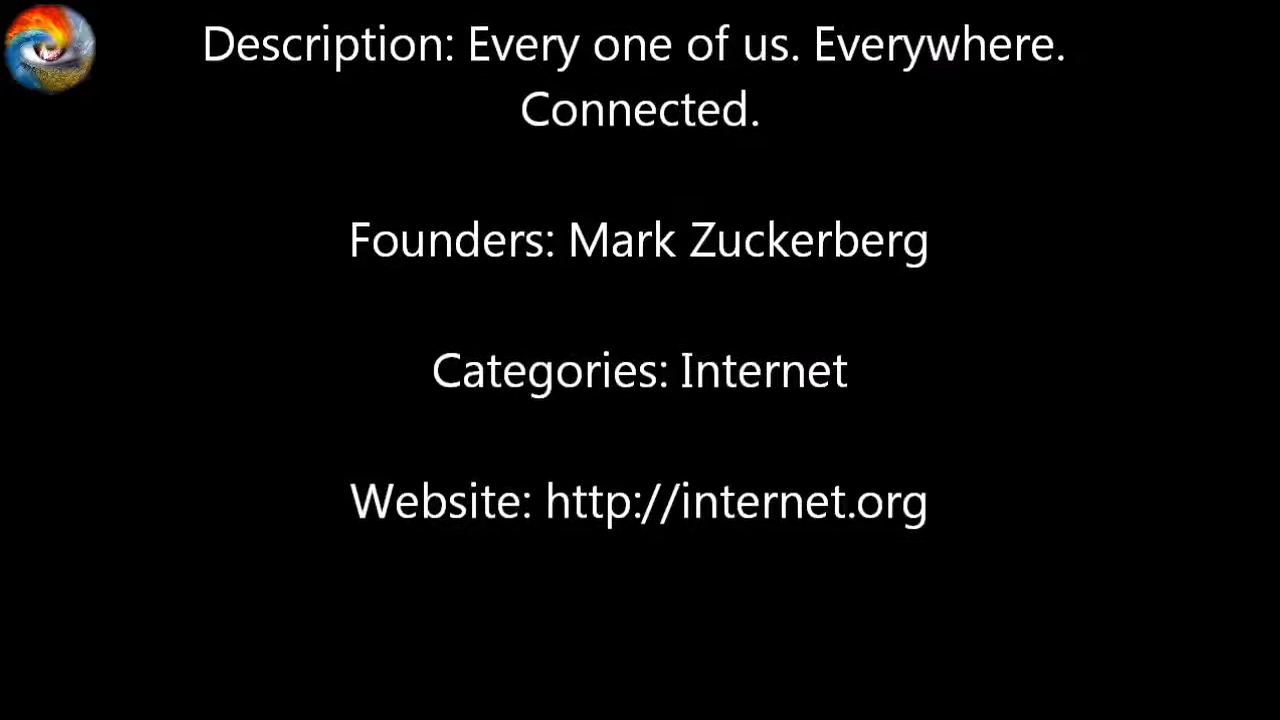 Description: Every one of us. Everywhere.
Connected.
Founders: Mark Zuckerberg
Categories: Internet
Website: http://internet.org